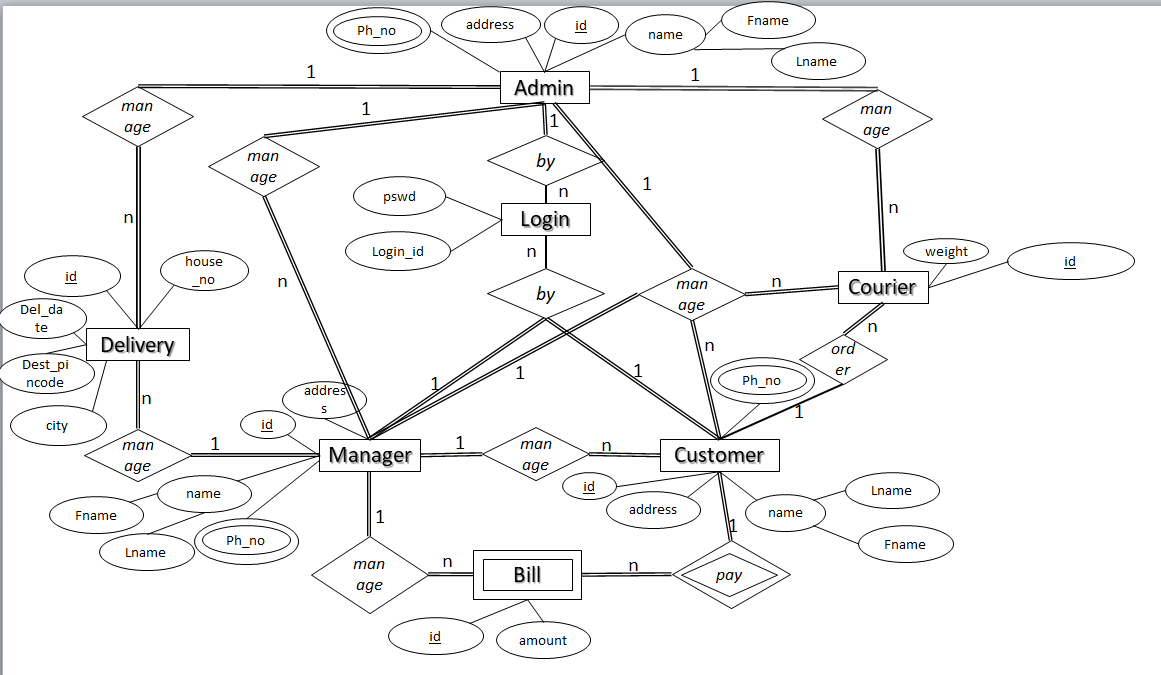 Ph_no
address
id
name
Fname
Lname
1
Admin
1
man
age
1
1
man
age
man
age
by
1
n
pswd
Login
n
n
Login_id
n
n
by
man
age
n
Courier
weight
id
id
house
_no
Del_da
te
n
ord
er
Delivery
n
Dest_pi
ncode
1
1
1
Ph_no
n
addres
s
1
city
id
man
age
1
Manager
1
man
age
n
Customer
name
Fname
Lname
Ph_no
id
address
name
Lname
Fname
1
1
man
age
n
Bill
n
pay
id
amount